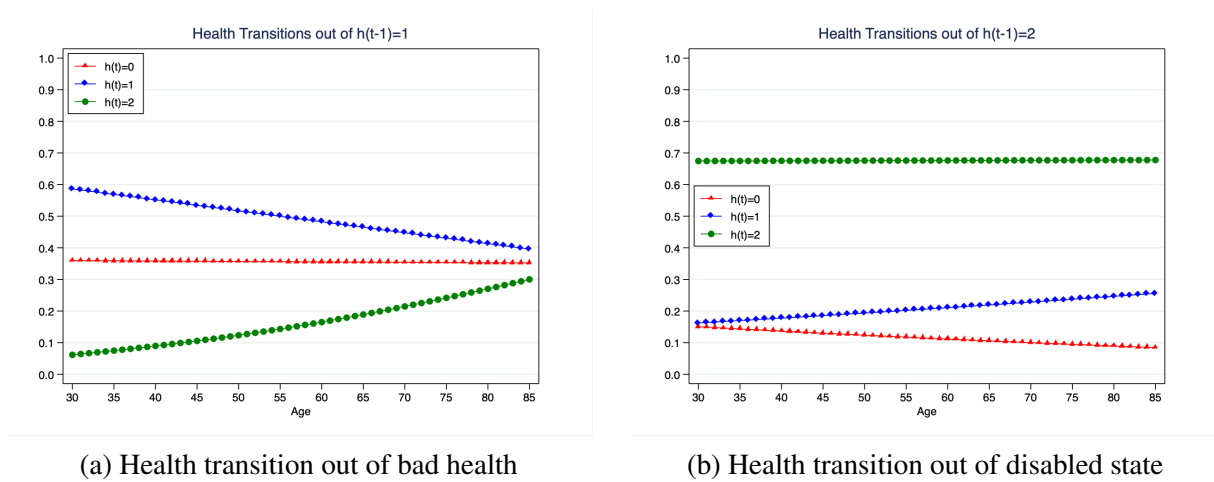 Health Transitions out of h(t-1)=1
h(t)=0
h(t)=1
h(t)=2
1.0
0.9
0.8
0.7
0.6
0.5
0.4
0.3
0.2
0.1
0.0
30 35 40 45 50 55 60 65 70 75 80 85
Age
(a) Health transition out of bad health
Health Transitions out of h(t-1)=2
1.0
0.9
0.8
0.7
0.6
0.5
0.4
0.3
0.2
0.1
0.0
h(t)=0
h(t)=1
h(t)=2
30 35 40 45 50 55 60 65 70 75 80 85
Age
(b) Health transition out of disabled state